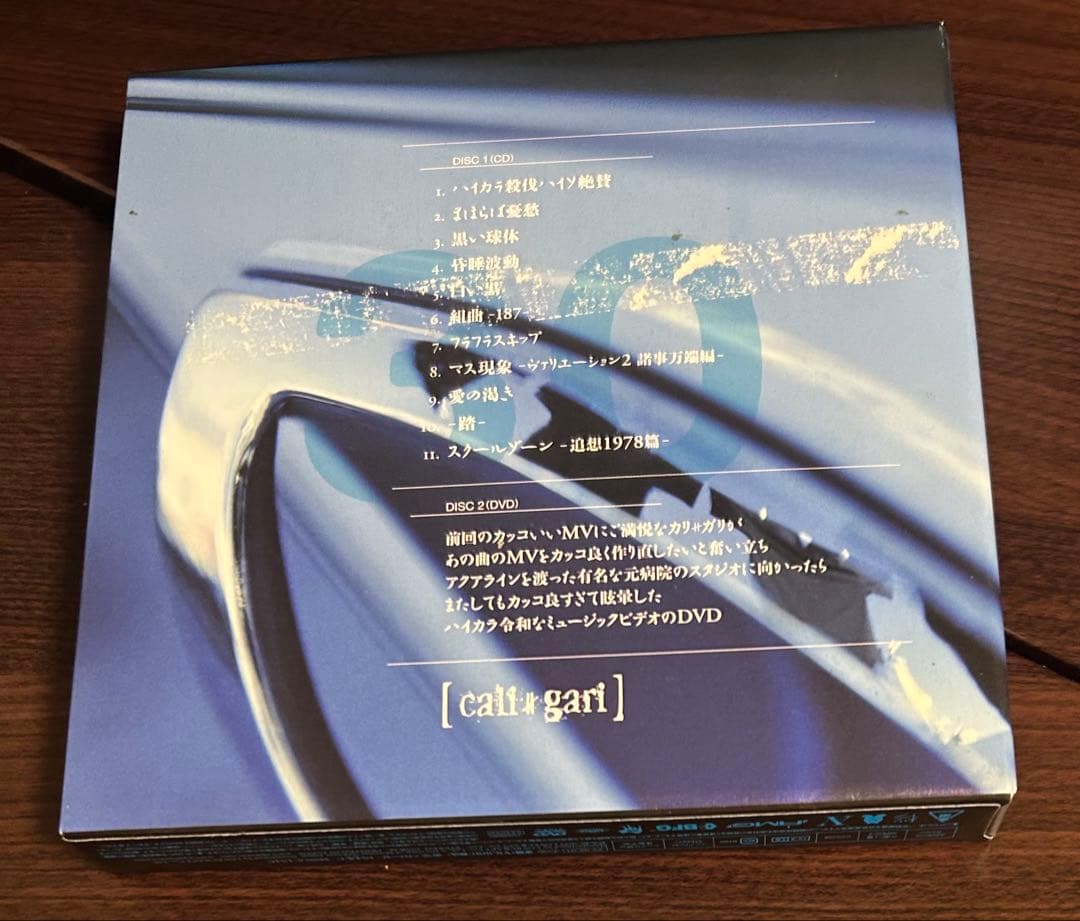 DISC 1(CD)
1. ハイカラ殺伐ハイソ絶賛
2. まほらば憂愁
3. 黒い球体
4. 昏睡波動
5. 白い黒
6. 組曲 -187-
7. フラフラスキップ
8. マス現象 -ヴァリエーション2 諸事万端編-
9. 愛の渇き
10. -踏-
11. スクールゾーン -追想1978篇-
30
DISC 2(DVD)
前回のカッコいいMVにご満悦なカリ≠ガリが
あの曲のMVをカッコ良く作り直したいと奮い立ち
アクアラインを渡った有名な元病院のスタジオに向かったら
またしてもカッコ良すぎて眩暈した
ハイカラ令和なミュージックビデオのDVD
[cali≠gari]